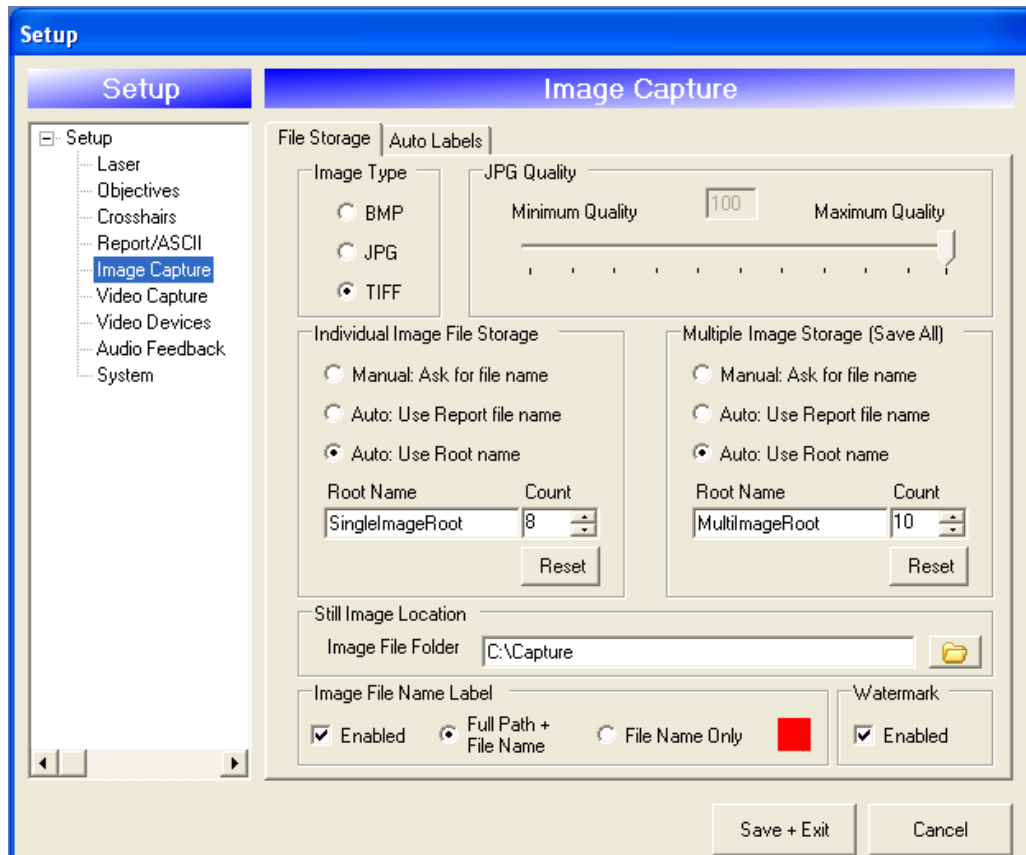 Setup
Setup
Image Capture
Setup
Laser
Objectives
Crosshairs
Report/ASCII
Image Capture
Video Capture
Video Devices
Audio Feedback
System
File Storage
Auto Labels
Image Type
BMP
JPG
TIFF
JPG Quality
Minimum Quality
100
Maximum Quality
Individual Image File Storage
Manual: Ask for file name
Auto: Use Report file name
Auto: Use Root name
Root Name
Count
SingleImageRoot
8
Reset
Multiple Image Storage (Save All)
Manual: Ask for file name
Auto: Use Report file name
Auto: Use Root name
Root Name
Count
MultiImageRoot
10
Reset
Still Image Location
Image File Folder
C:\Capture
Image File Name Label
Enabled
Full Path +
File Name
File Name Only
Watermark
Enabled
Save + Exit
Cancel